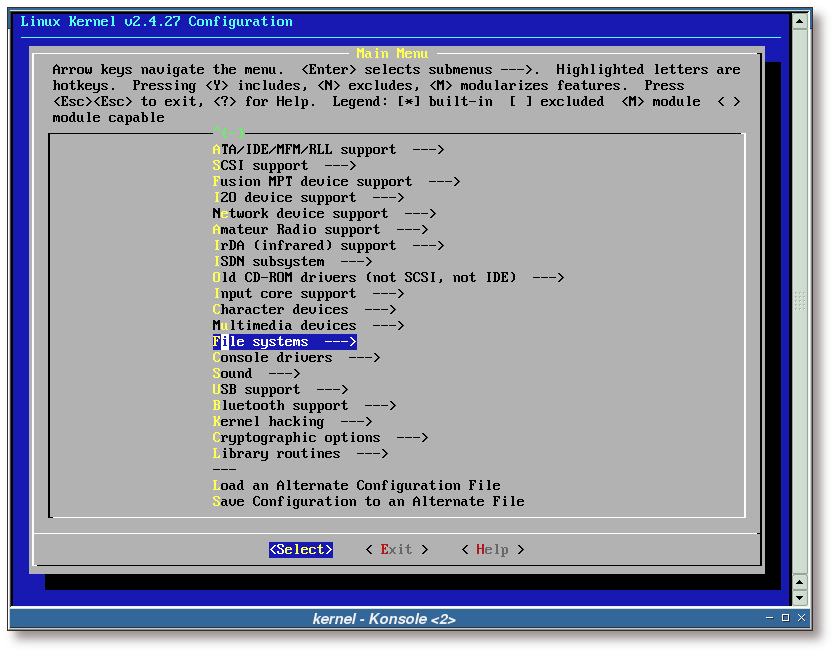 Linux Kernel v2.4.27 Configuration
Main Menu
Arrow keys navigate the menu.  <Enter> selects submenus --->.  Highlighted letters are
hotkeys.  Pressing <Y> includes, <N> excludes, <M> modularizes features.  Press
<Esc><Esc> to exit, <?> for Help.  Legend: [*] built-in  [ ] excluded  <M> module  < >
module capable
^(-)
ATA/IDE/MFM/RLL support  --->
SCSI support  --->
Fusion MPT device support  --->
I2O device support  --->
Network device support  --->
Amateur Radio support  --->
IrDA (infrared) support  --->
ISDN subsystem  --->
Old CD-ROM drivers (not SCSI, not IDE)  --->
Input core support  --->
Character devices  --->
Multimedia devices  --->
File systems  --->
Console drivers  --->
Sound  --->
USB support  --->
Bluetooth support  --->
Kernel hacking  --->
Cryptographic options  --->
Library routines  --->
---
Load an Alternate Configuration File
Save Configuration to an Alternate File
<Select>    < Exit >    < Help >
kernel - Konsole <2>